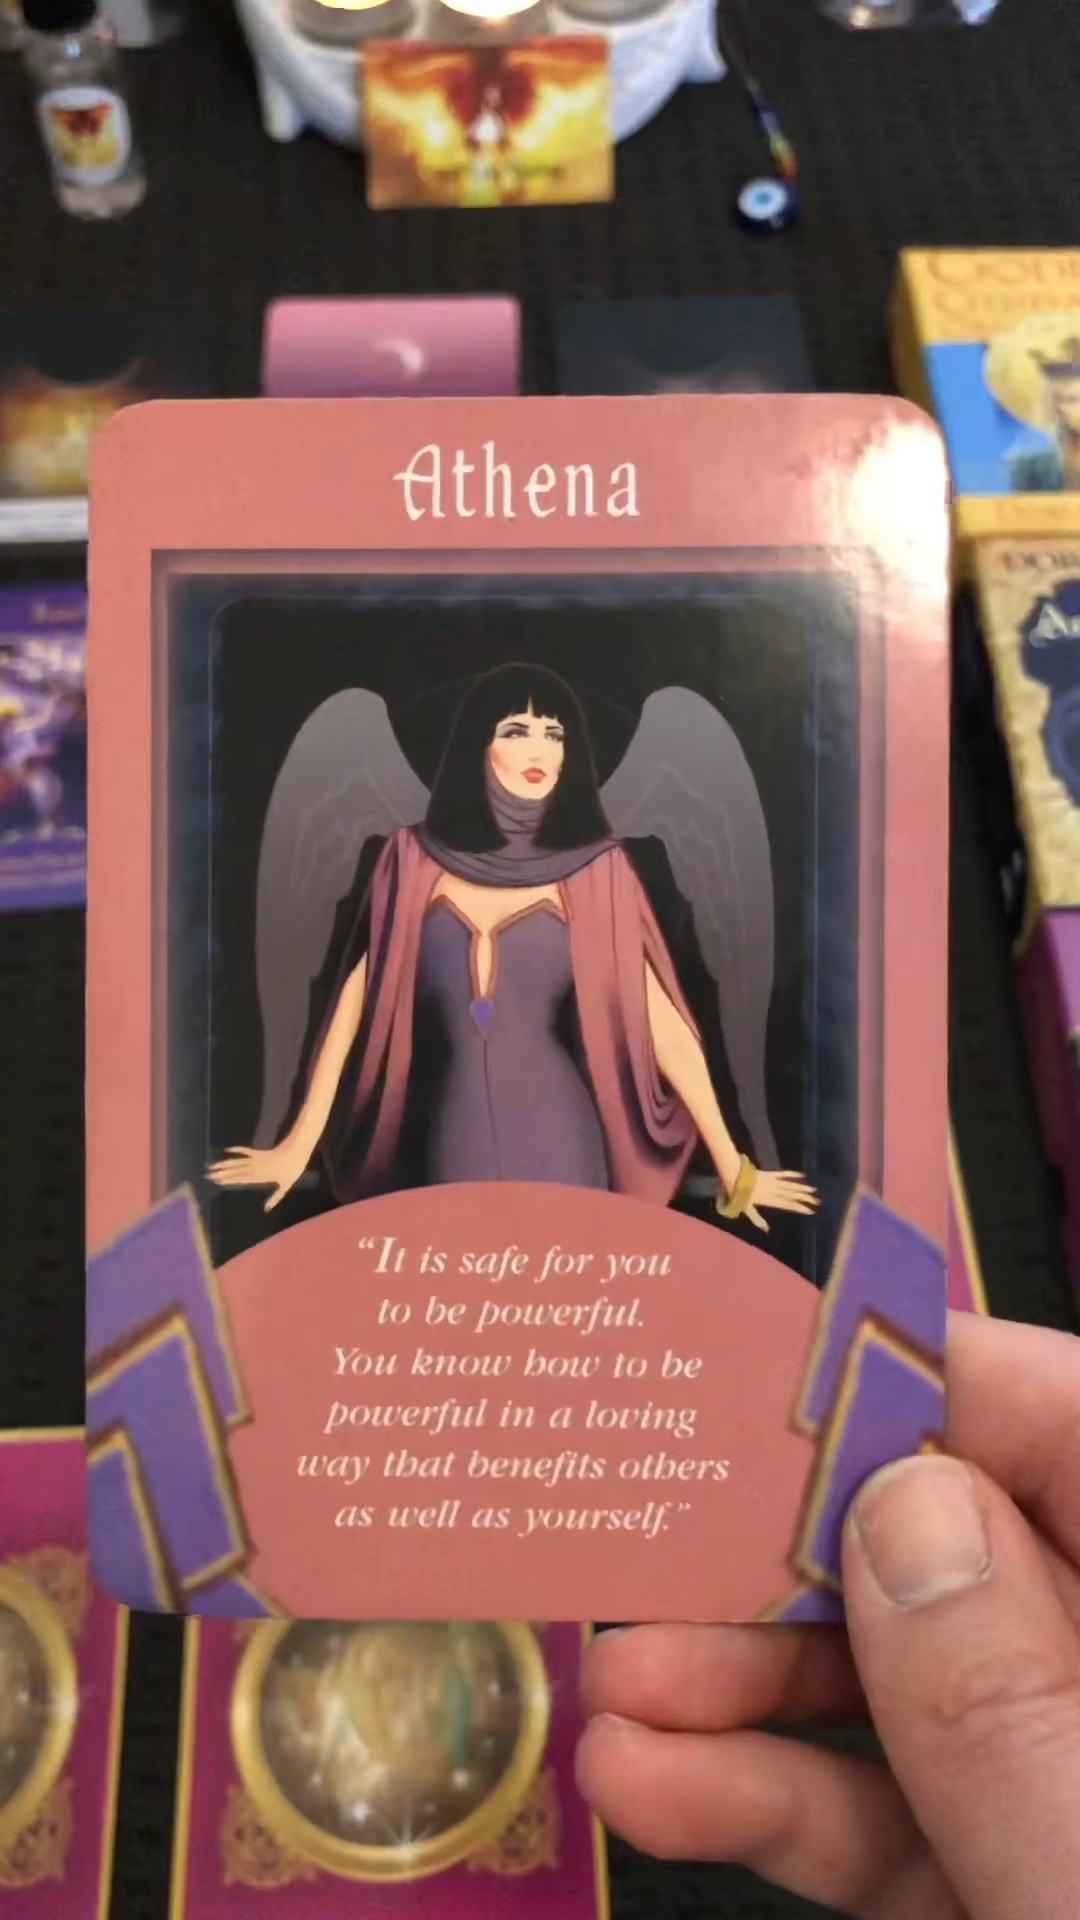 Athena
“It is safe for you
to be powerful.
You know how to be
powerful in a loving
way that benefits others
as well as yourself.”